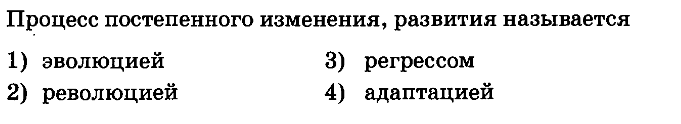 Процесс постепенного изменения, развития называется
1) эволюцией 3) регрессом
2) революцией 4) адаптацией